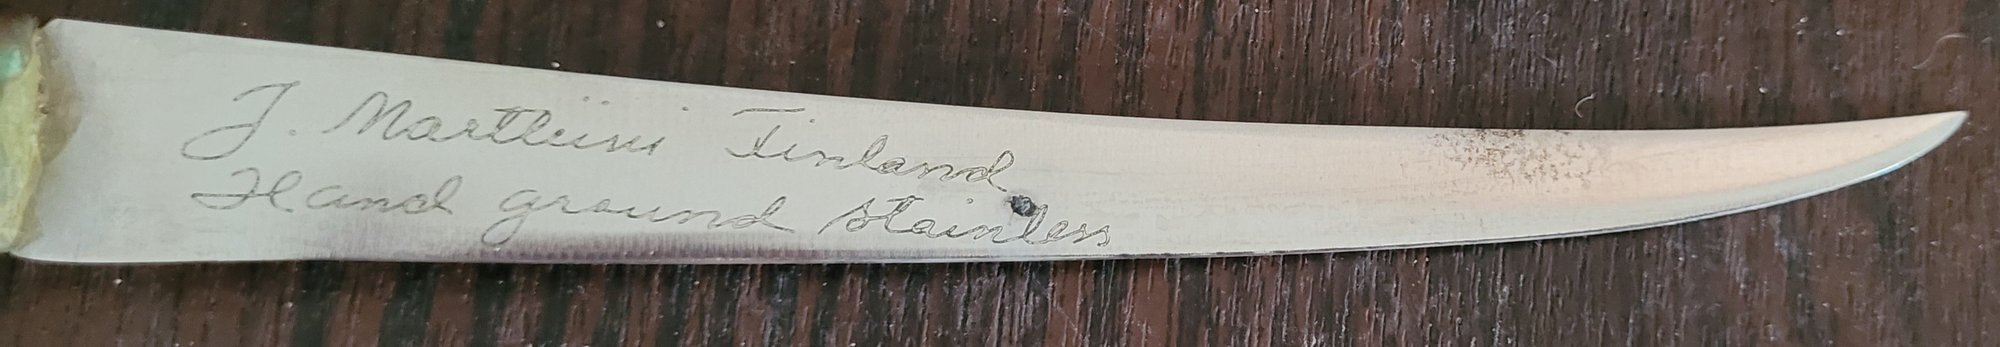 J. Marttiini Finland
Hand ground stainless